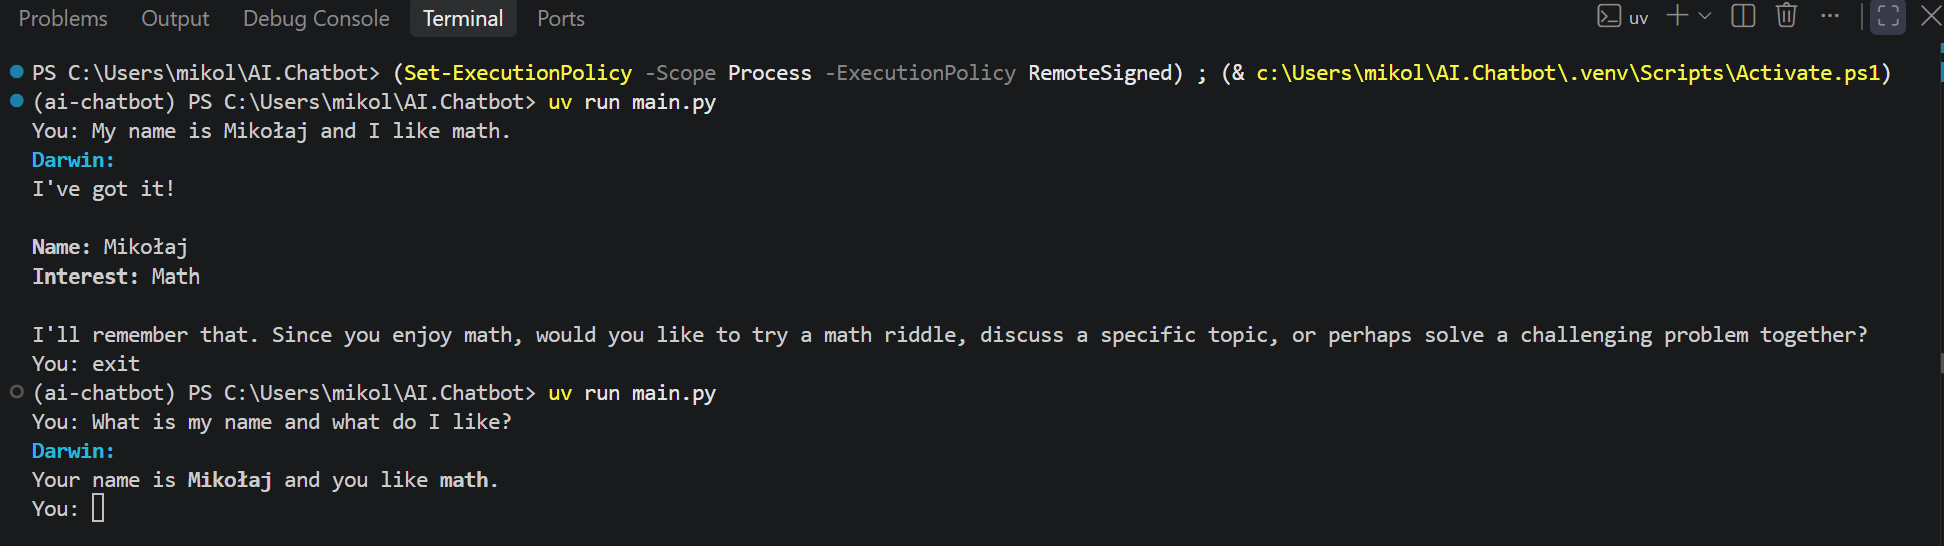 Problems Output Debug Console Terminal Ports uv
PS C:\Users\mikol\AI.Chatbot> (Set-ExecutionPolicy -Scope Process -ExecutionPolicy RemoteSigned) ; (& c:\Users\mikol\AI.Chatbot\.venv\Scripts\Activate.ps1)
(ai-chatbot) PS C:\Users\mikol\AI.Chatbot> uv run main.py
You: My name is Mikołaj and I like math.
Darwin:
I've got it!
Name: Mikołaj
Interest: Math
I'll remember that. Since you enjoy math, would you like to try a math riddle, discuss a specific topic, or perhaps solve a challenging problem together?
You: exit
(ai-chatbot) PS C:\Users\mikol\AI.Chatbot> uv run main.py
You: What is my name and what do I like?
Darwin:
Your name is Mikołaj and you like math.
You: